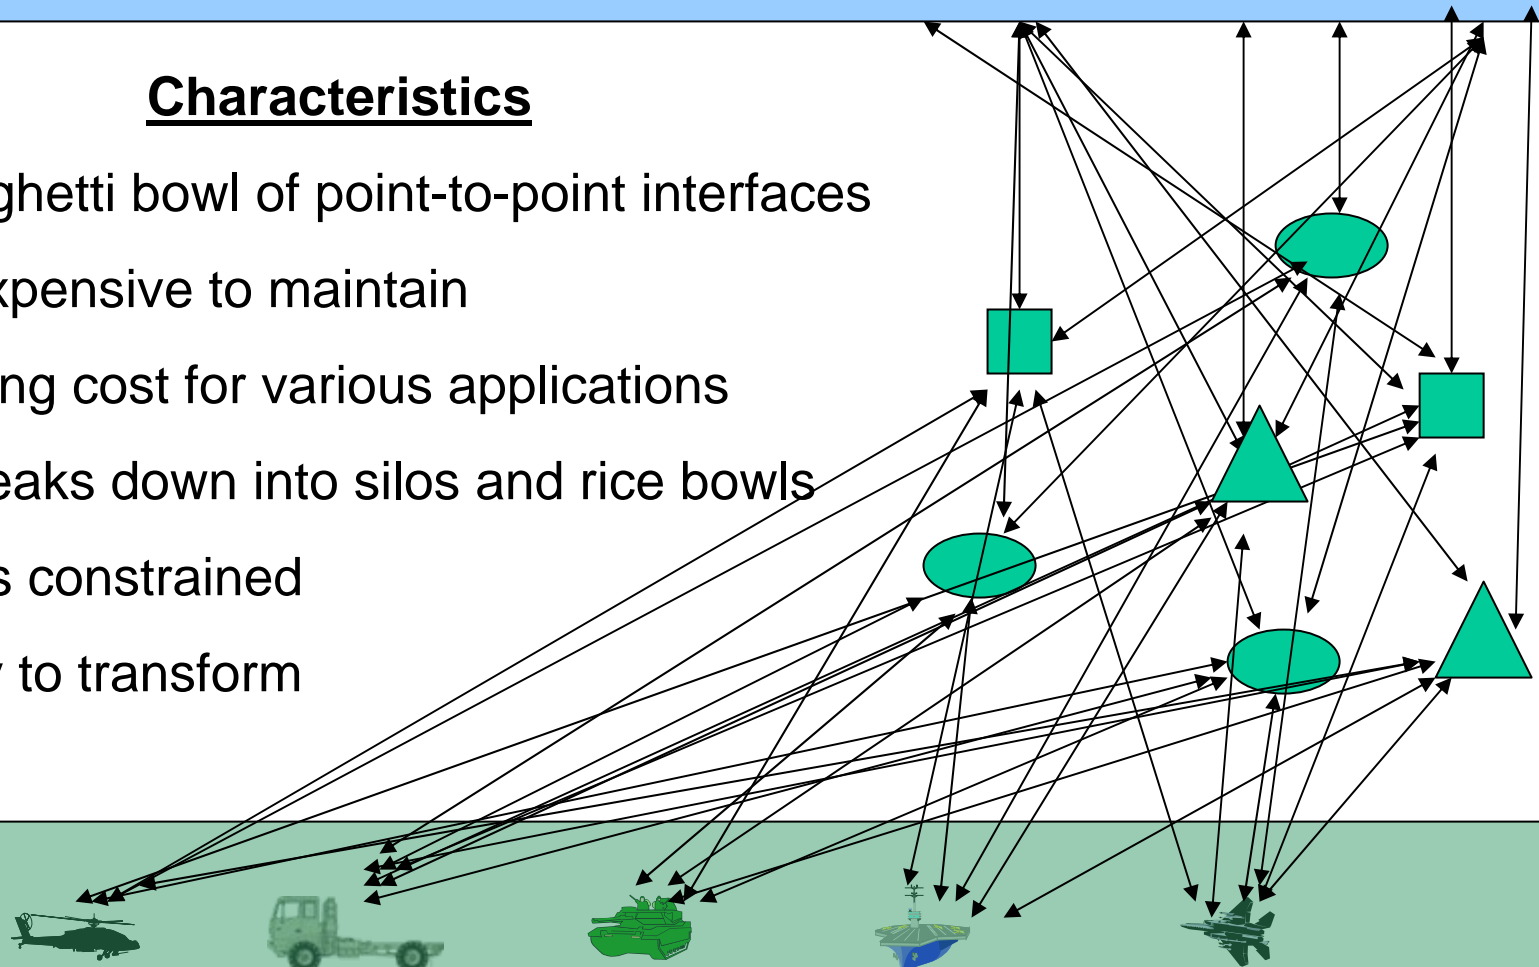 Characteristics
ghetti bowl of point-to-point interfaces
xpensive to maintain
ng cost for various applications
eaks down into silos and rice bowls
s constrained
to transform